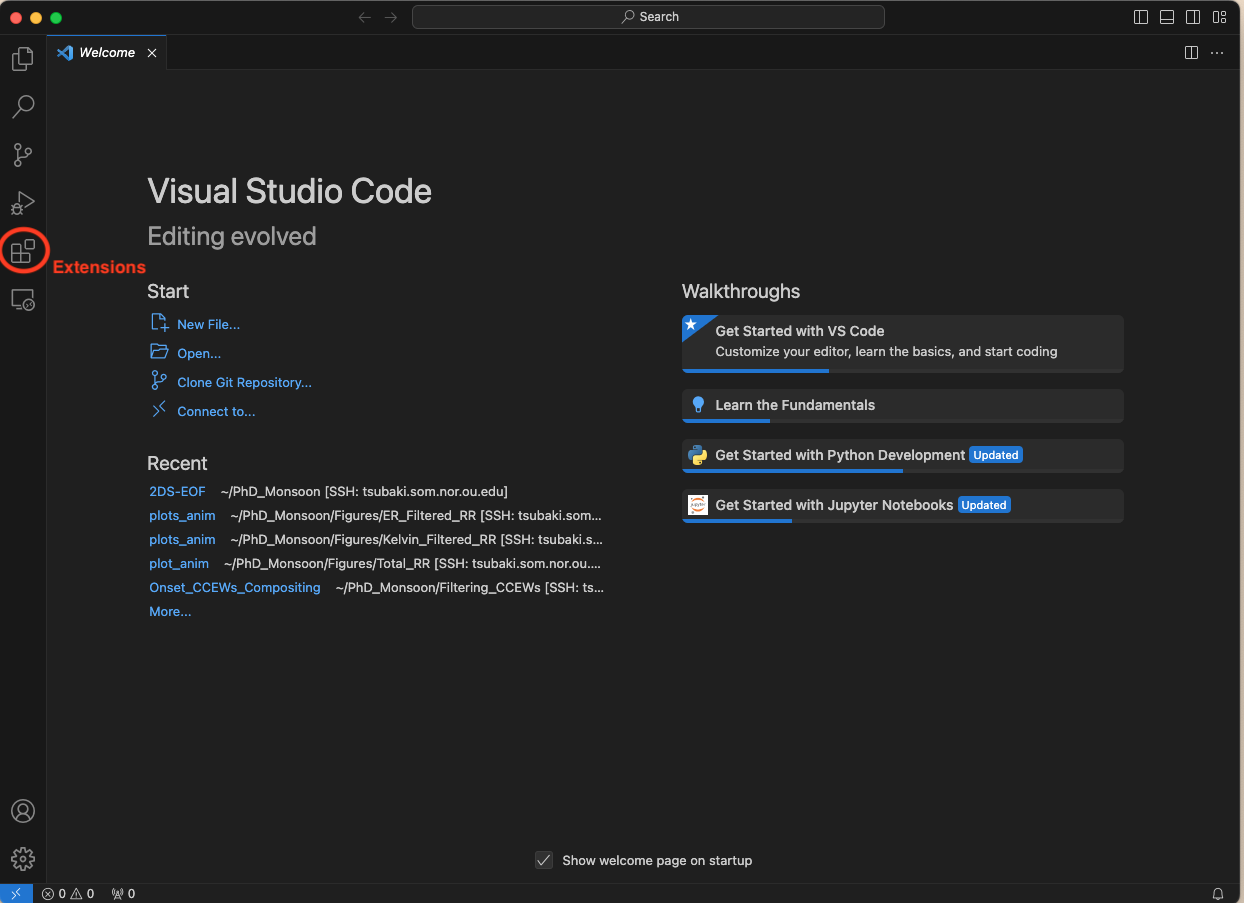 Search
Welcome
Visual Studio Code
Editing evolved
Extensions
Start
New File...
Open...
Clone Git Repository...
Connect to...
Recent
2DS-EOF ~/PhD_Monsoon [SSH: tsubaki.som.nor.ou.edu]
plots_anim ~/PhD_Monsoon/Figures/ER_Filtered_RR [SSH: tsubaki.som...
plots_anim ~/PhD_Monsoon/Figures/Kelvin_Filtered_RR [SSH: tsubaki.s...
plot_anim ~/PhD_Monsoon/Figures/Total_RR [SSH: tsubaki.som.nor.ou....
Onset_CCEWs_Compositing ~/PhD_Monsoon/Filtering_CCEWs [SSH: ts...
More...
Walkthroughs
Get Started with VS Code
Customize your editor, learn the basics, and start coding
Learn the Fundamentals
Get Started with Python Development Updated
Get Started with Jupyter Notebooks Updated
Show welcome page on startup
0 0 0